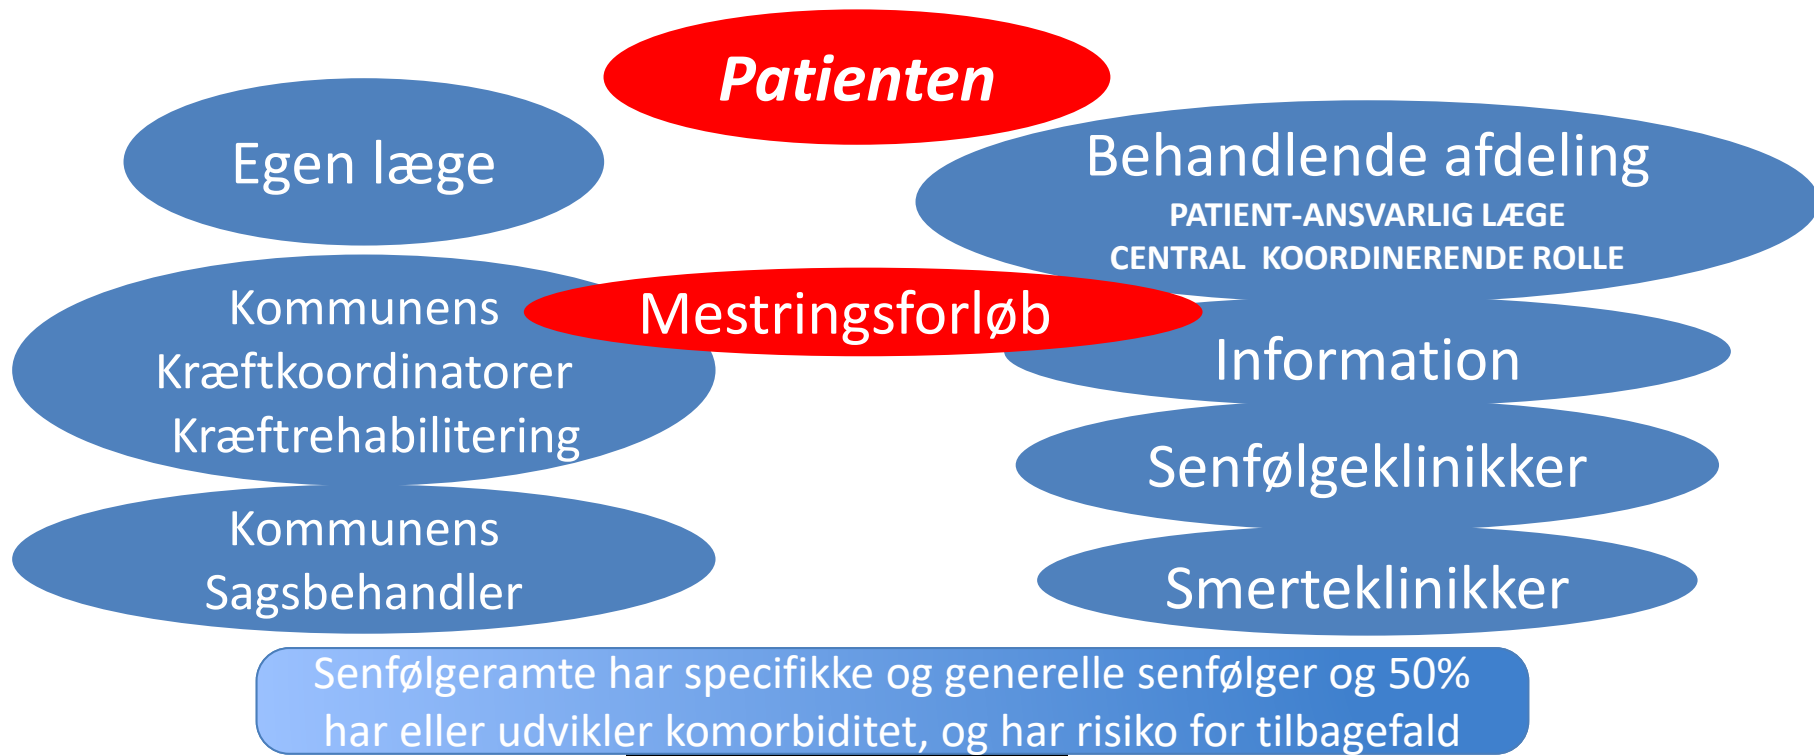 Patienten
Egen læge
Behandlende afdeling
PATIENT-ANSVARLIG LÆGE
CENTRAL KOORDINERENDE ROLLE
Kommunens
Kræftkoordinatorer
Kræftrehabilitering
Mestringsforløb
Information
Senfølgeklinikker
Kommunens
Sagsbehandler
Smerteklinikker
Senfølgeramte har specifikke og generelle senfølger og 50%
har eller udvikler komorbiditet, og har risiko for tilbagefald